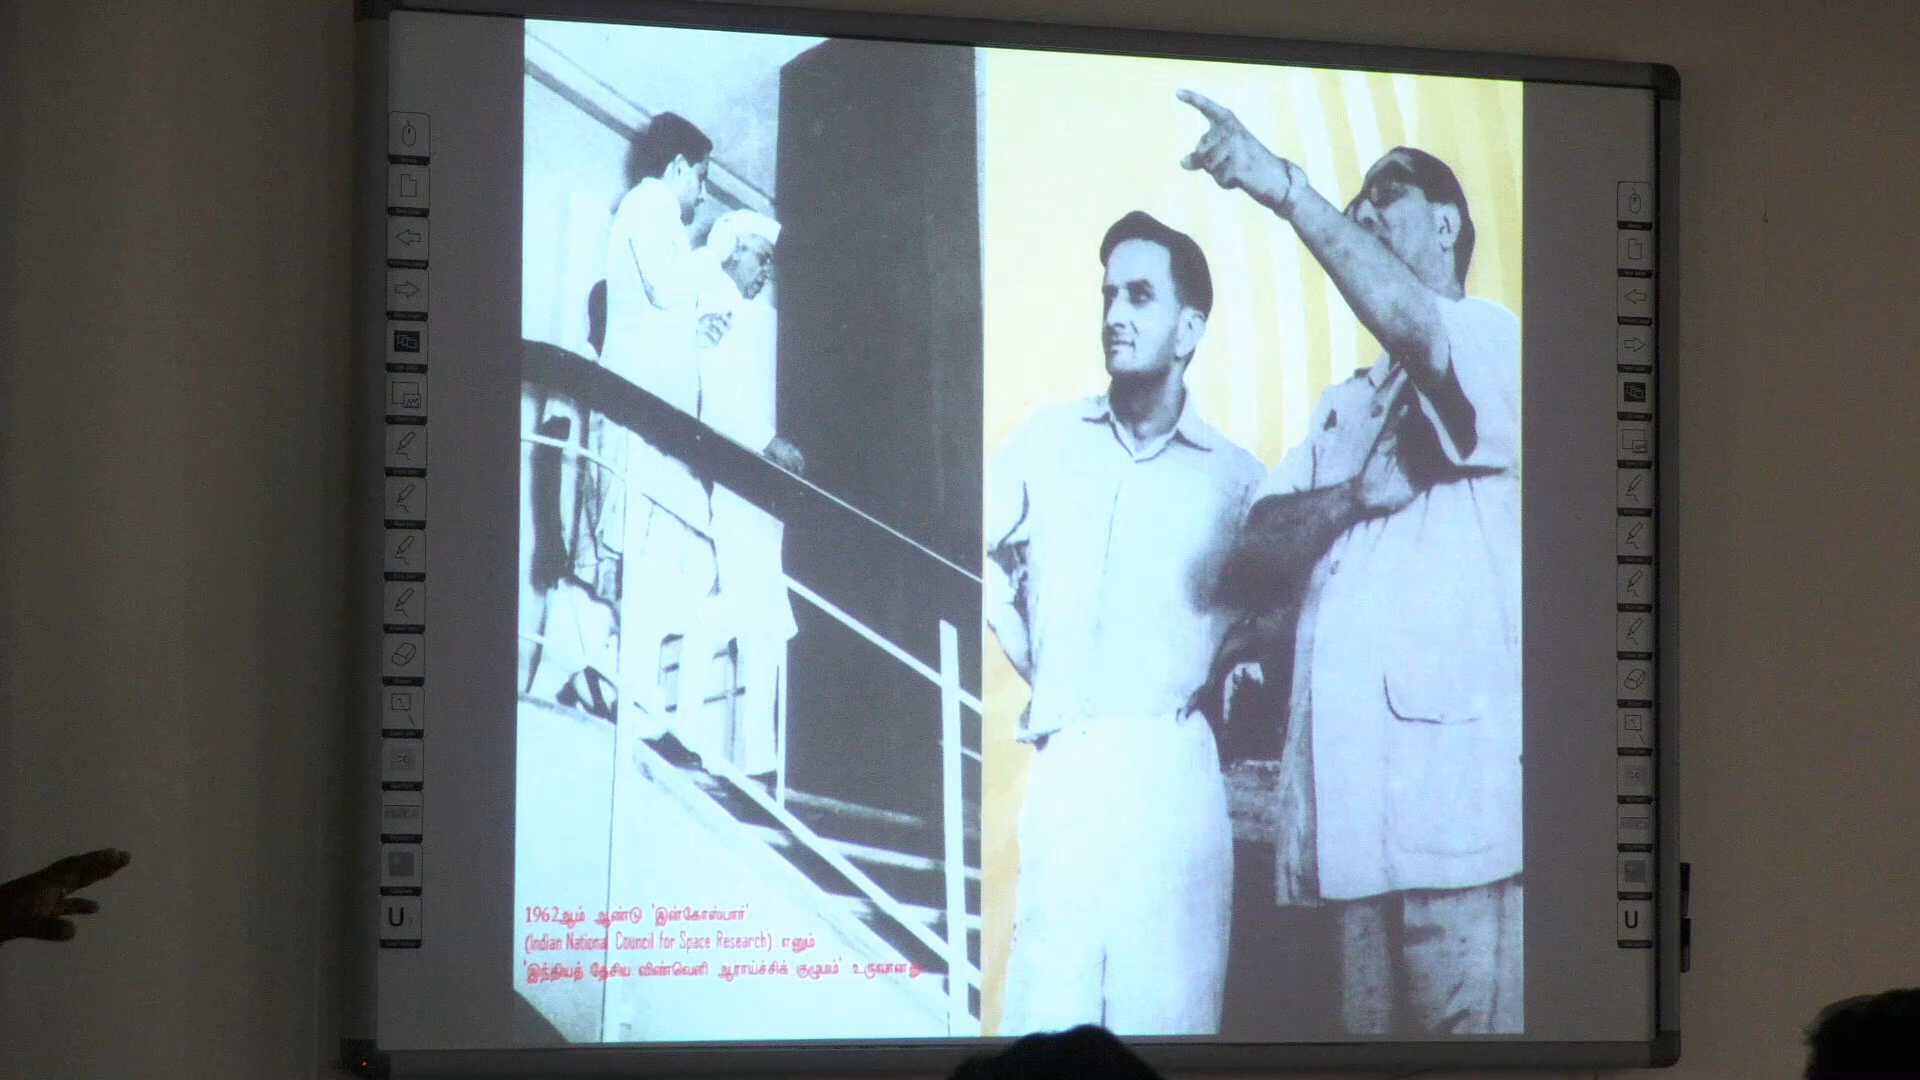 1962ஆம் ஆண்டு 'இன்கோஸ்பார்'
(Indian National Council for Space Research) எனும்
'இந்தியத் தேசிய விண்வெளி ஆராய்ச்சிக் குழுமம்' உருவானது
U
U